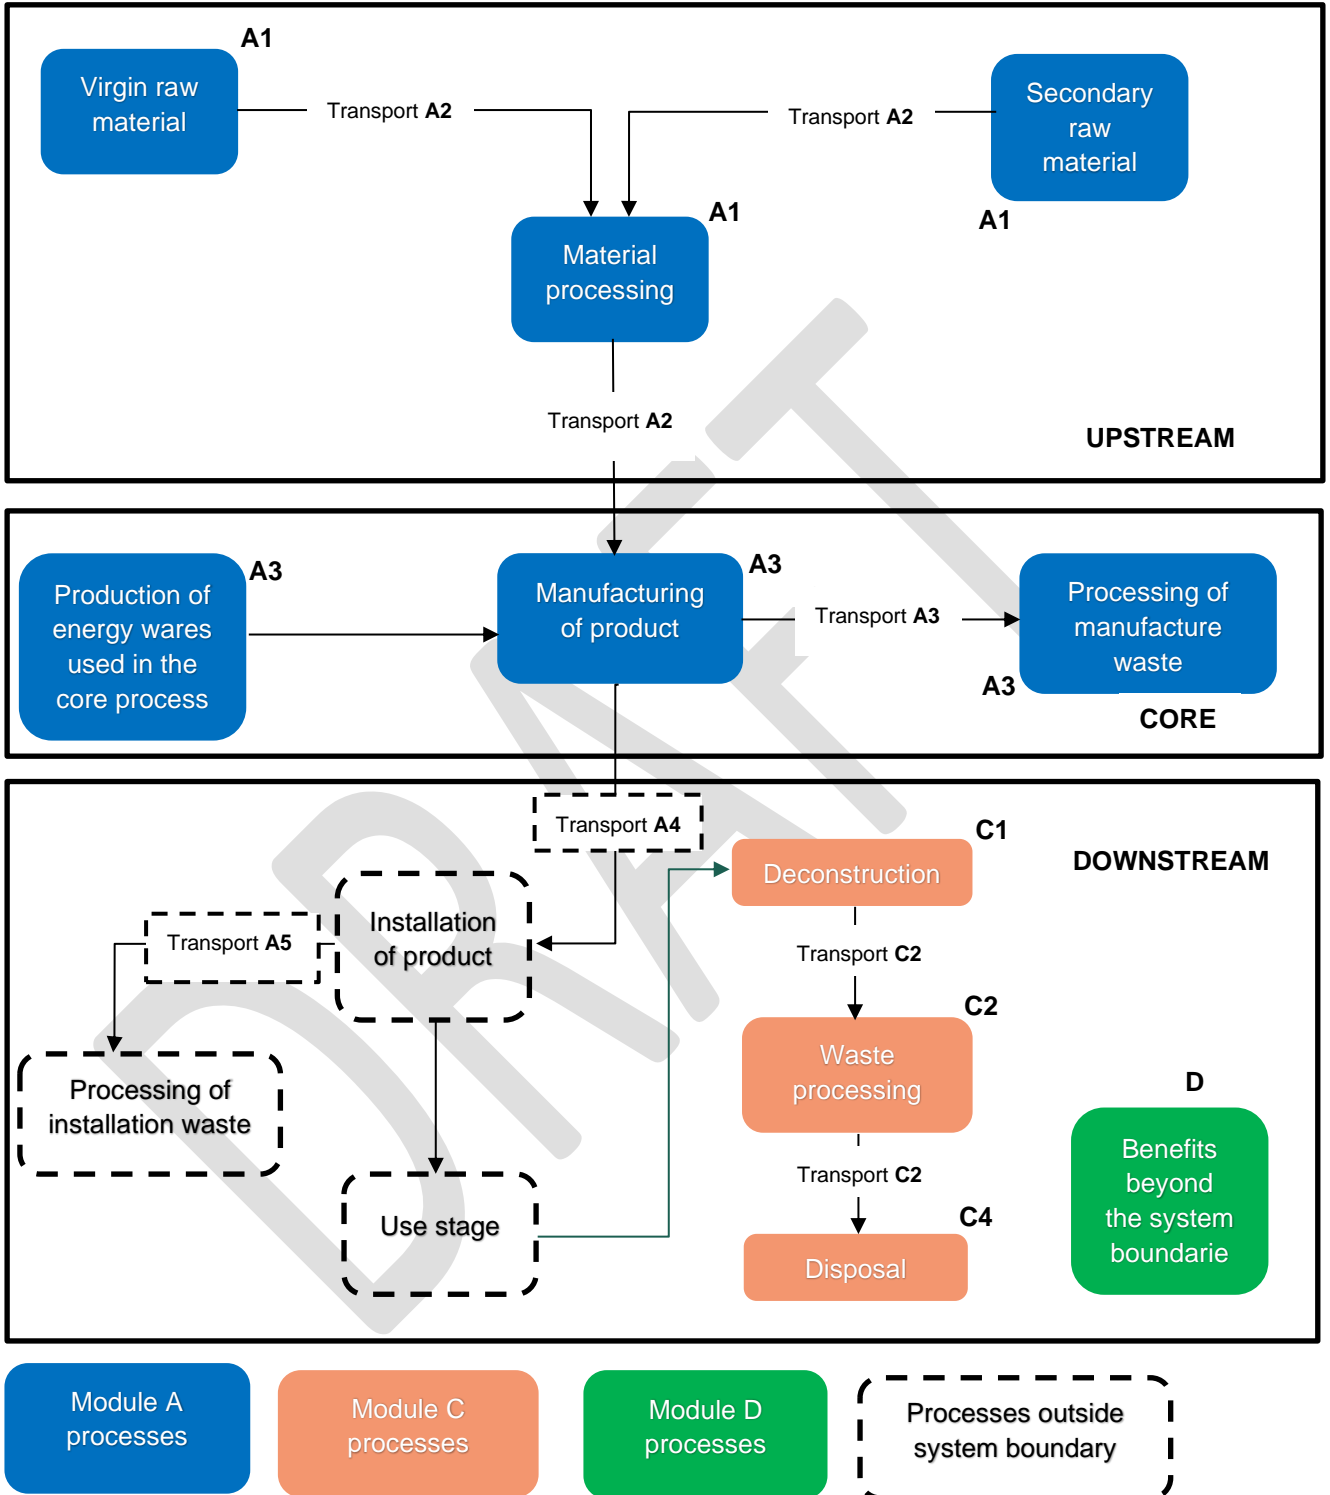 A1
Virgin raw
material
Transport A2
Transport A2
Secondary
raw
material
A1
A1
Material
processing
Transport A2
UPSTREAM
A3
Production of
energy wares
used in the
core process
Manufacturing
of product
A3
Transport A3
Processing of
manufacture
waste
A3
CORE
Transport A4
C1
Deconstruction
DOWNSTREAM
Installation
of product
Transport A5
Transport C2
C2
Waste
processing
Processing of
installation waste
D
Benefits
beyond
the system
boundarie
Transport C2
Use stage
C4
Disposal
Module A
processes
Module C
processes
Module D
processes
Processes outside
system boundary
DRAFT